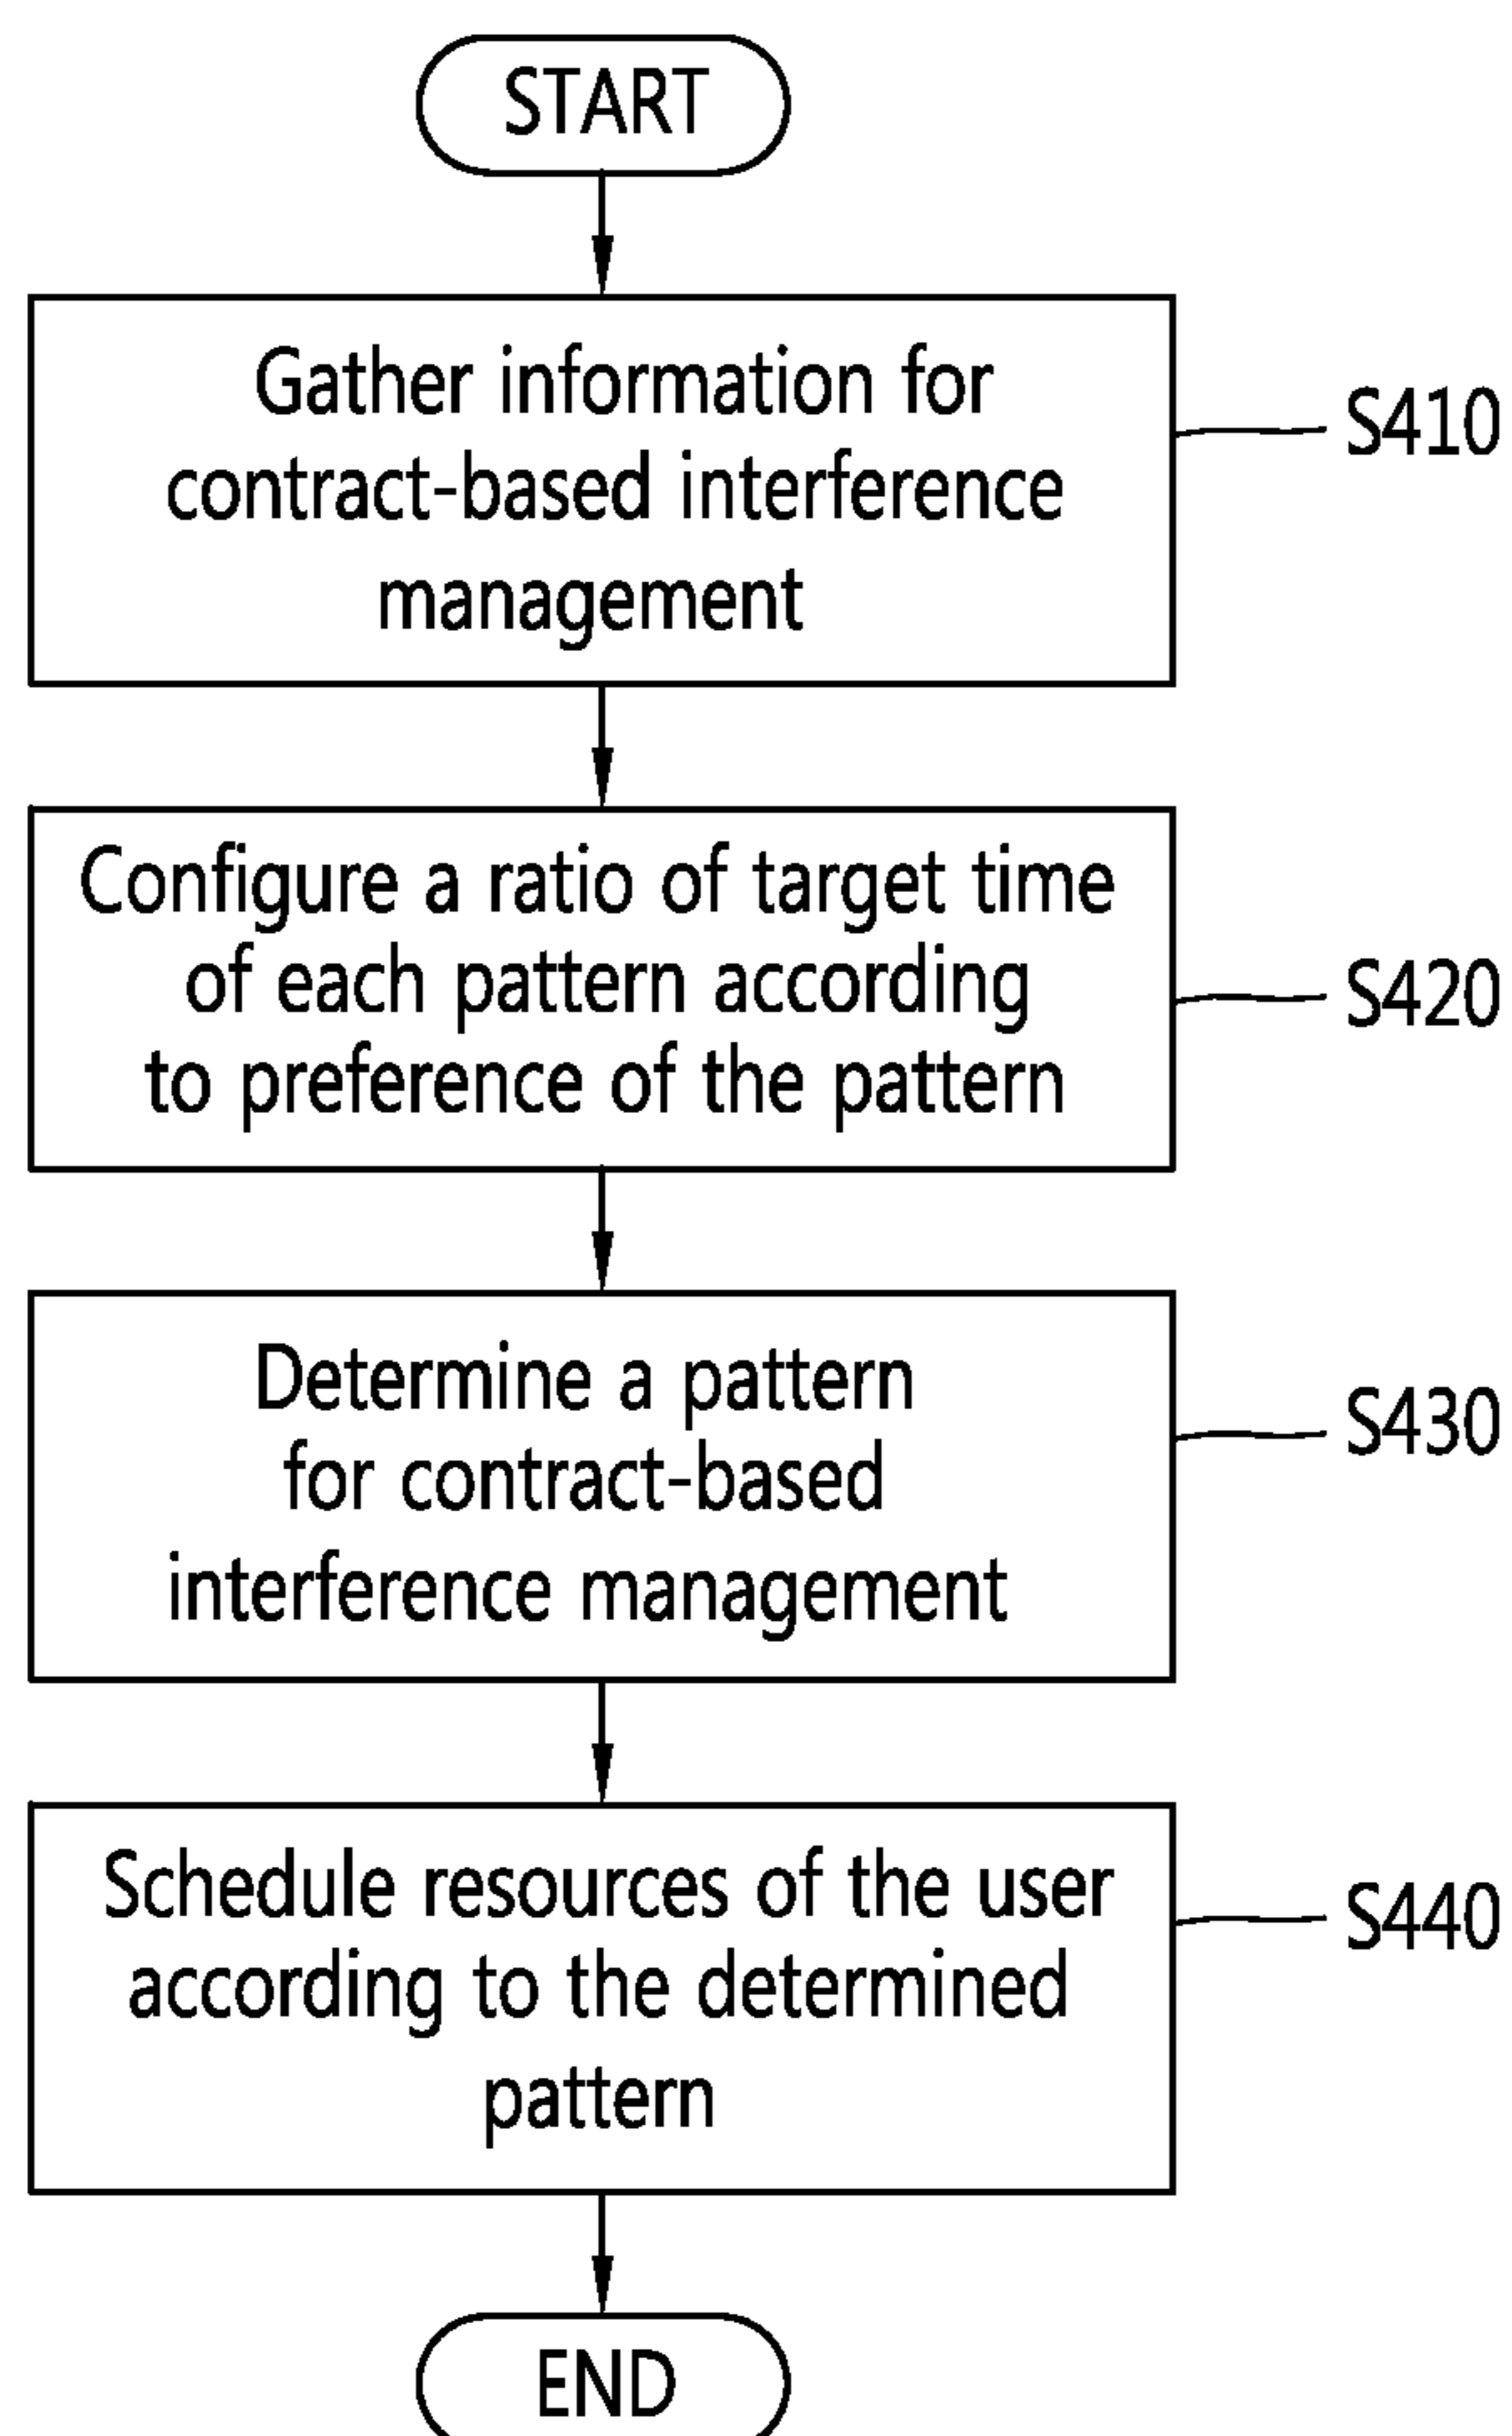 START
Gather information for
contract-based interference
management
S410
Configure a ratio of target time
of each pattern according
to preference of the pattern
S420
Determine a pattern
for contract-based
interference management
S430
Schedule resources of the user
according to the determined
pattern
S440
END